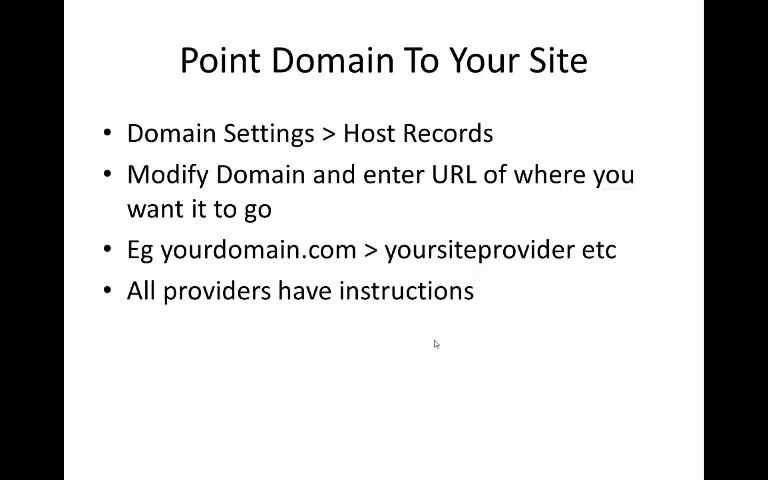 Point Domain To Your Site
• Domain Settings > Host Records
• Modify Domain and enter URL of where you
want it to go
• Eg yourdomain.com > yoursiteprovider etc
• All providers have instructions